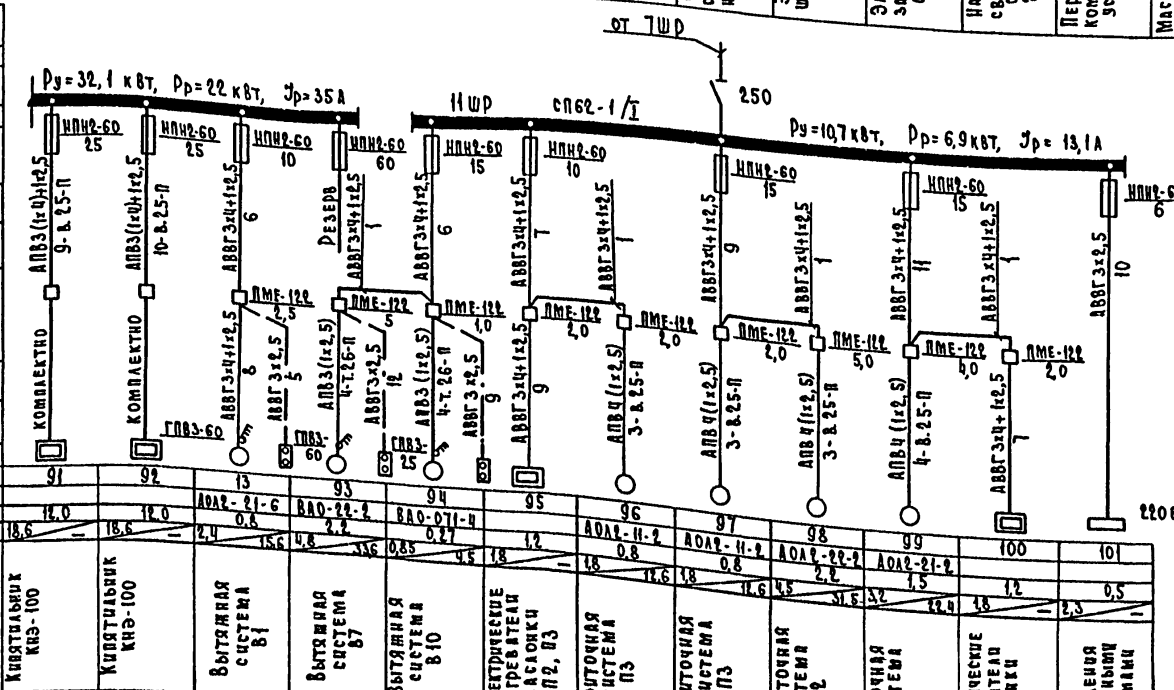 от 7ШР
250
Ру=32,1 кВт, Рр=22 кВт, Jр=35А
11ШР
СП62-1/I
Ру=10,7кВт, Рр=6,9кВт, Jр=13,1А
НПН2-60
25
НПН2-60
25
НПН2-60
10
НПН2-60
60
НПН2-60
15
НПН2-60
10
НПН2-60
15
НПН2-60
15
6
АПВ3(1х4)+1х2,5
9-В.25-П
АПВ3(1х4)+1х2,5
10-В.25-П
АВВГ3х4+1х2,5
6
Резерв
АВВГ3х4+1х2,5
1
АВВГ3х4+1х2,5
6
АВВГ3х4+1х2,5
7
АВВГ3х4+1х2,5
1
АВВГ3х4+1х2,5
9
АВВГ3х4+1х2,5
1
АВВГ3х4+1х2,5
11
АВВГ3х4+1х2,5
1
АВВГ3х2,5
10
ПМЕ-122
2,5
ПМЕ-122
5
ПМЕ-122
1,0
ПМЕ-122
2,0
ПМЕ-122
2,0
ПМЕ-122
2,0
ПМЕ-122
5,0
ПМЕ-122
4,0
ПМЕ-122
2,0
комплектно
комплектно
АВВГ3х4+1х2,5
8
АВВГ3х2,5
5
АПВ3(1х2,5)
4-Т.26-П
АВВГ3х2,5
12
АПВ3(1х2,5)
4-Т.26-П
АВВГ3х2,5
9
АВВГ3х4+1х2,5
9
АПВ4(1х2,5)
3-В.25-П
АПВ4(1х2,5)
3-В.25-П
АПВ4(1х2,5)
3-В.25-П
АПВ4(1х2,5)
4-В.25-П
АВВГ3х4+1х2,5
7
ГПВ3-60
ГПВ3-
60
ГПВ3-
25
220В
91 92 13 93 94 95 96 97 98 99 100 101
АОЛ2-21-6 ВАО-22-2 ВАО-071-4 АОЛ2-11-2 АОЛ2-11-2 АОЛ2-22-2 АОЛ2-21-2
12.0 12.0 0.8 2.2 0,27 1,2 0.8 0.8 2,2 1.5 1.2 0,5
18,6 – 18,6 – 2,4 15.6 4.8 33.6 0,85 4.5 1.8 – 1.8 12.6 1.8 12.6 4.5 31.5 3.2 22.4 1.8 – 2.3 –
Кипятильник
КНЭ-100
Кипятильник
КНЭ-100
Вытяжная
система
В1
Вытяжная
система
В7
Вытяжная
система
В10
П2, П3
П3
П3